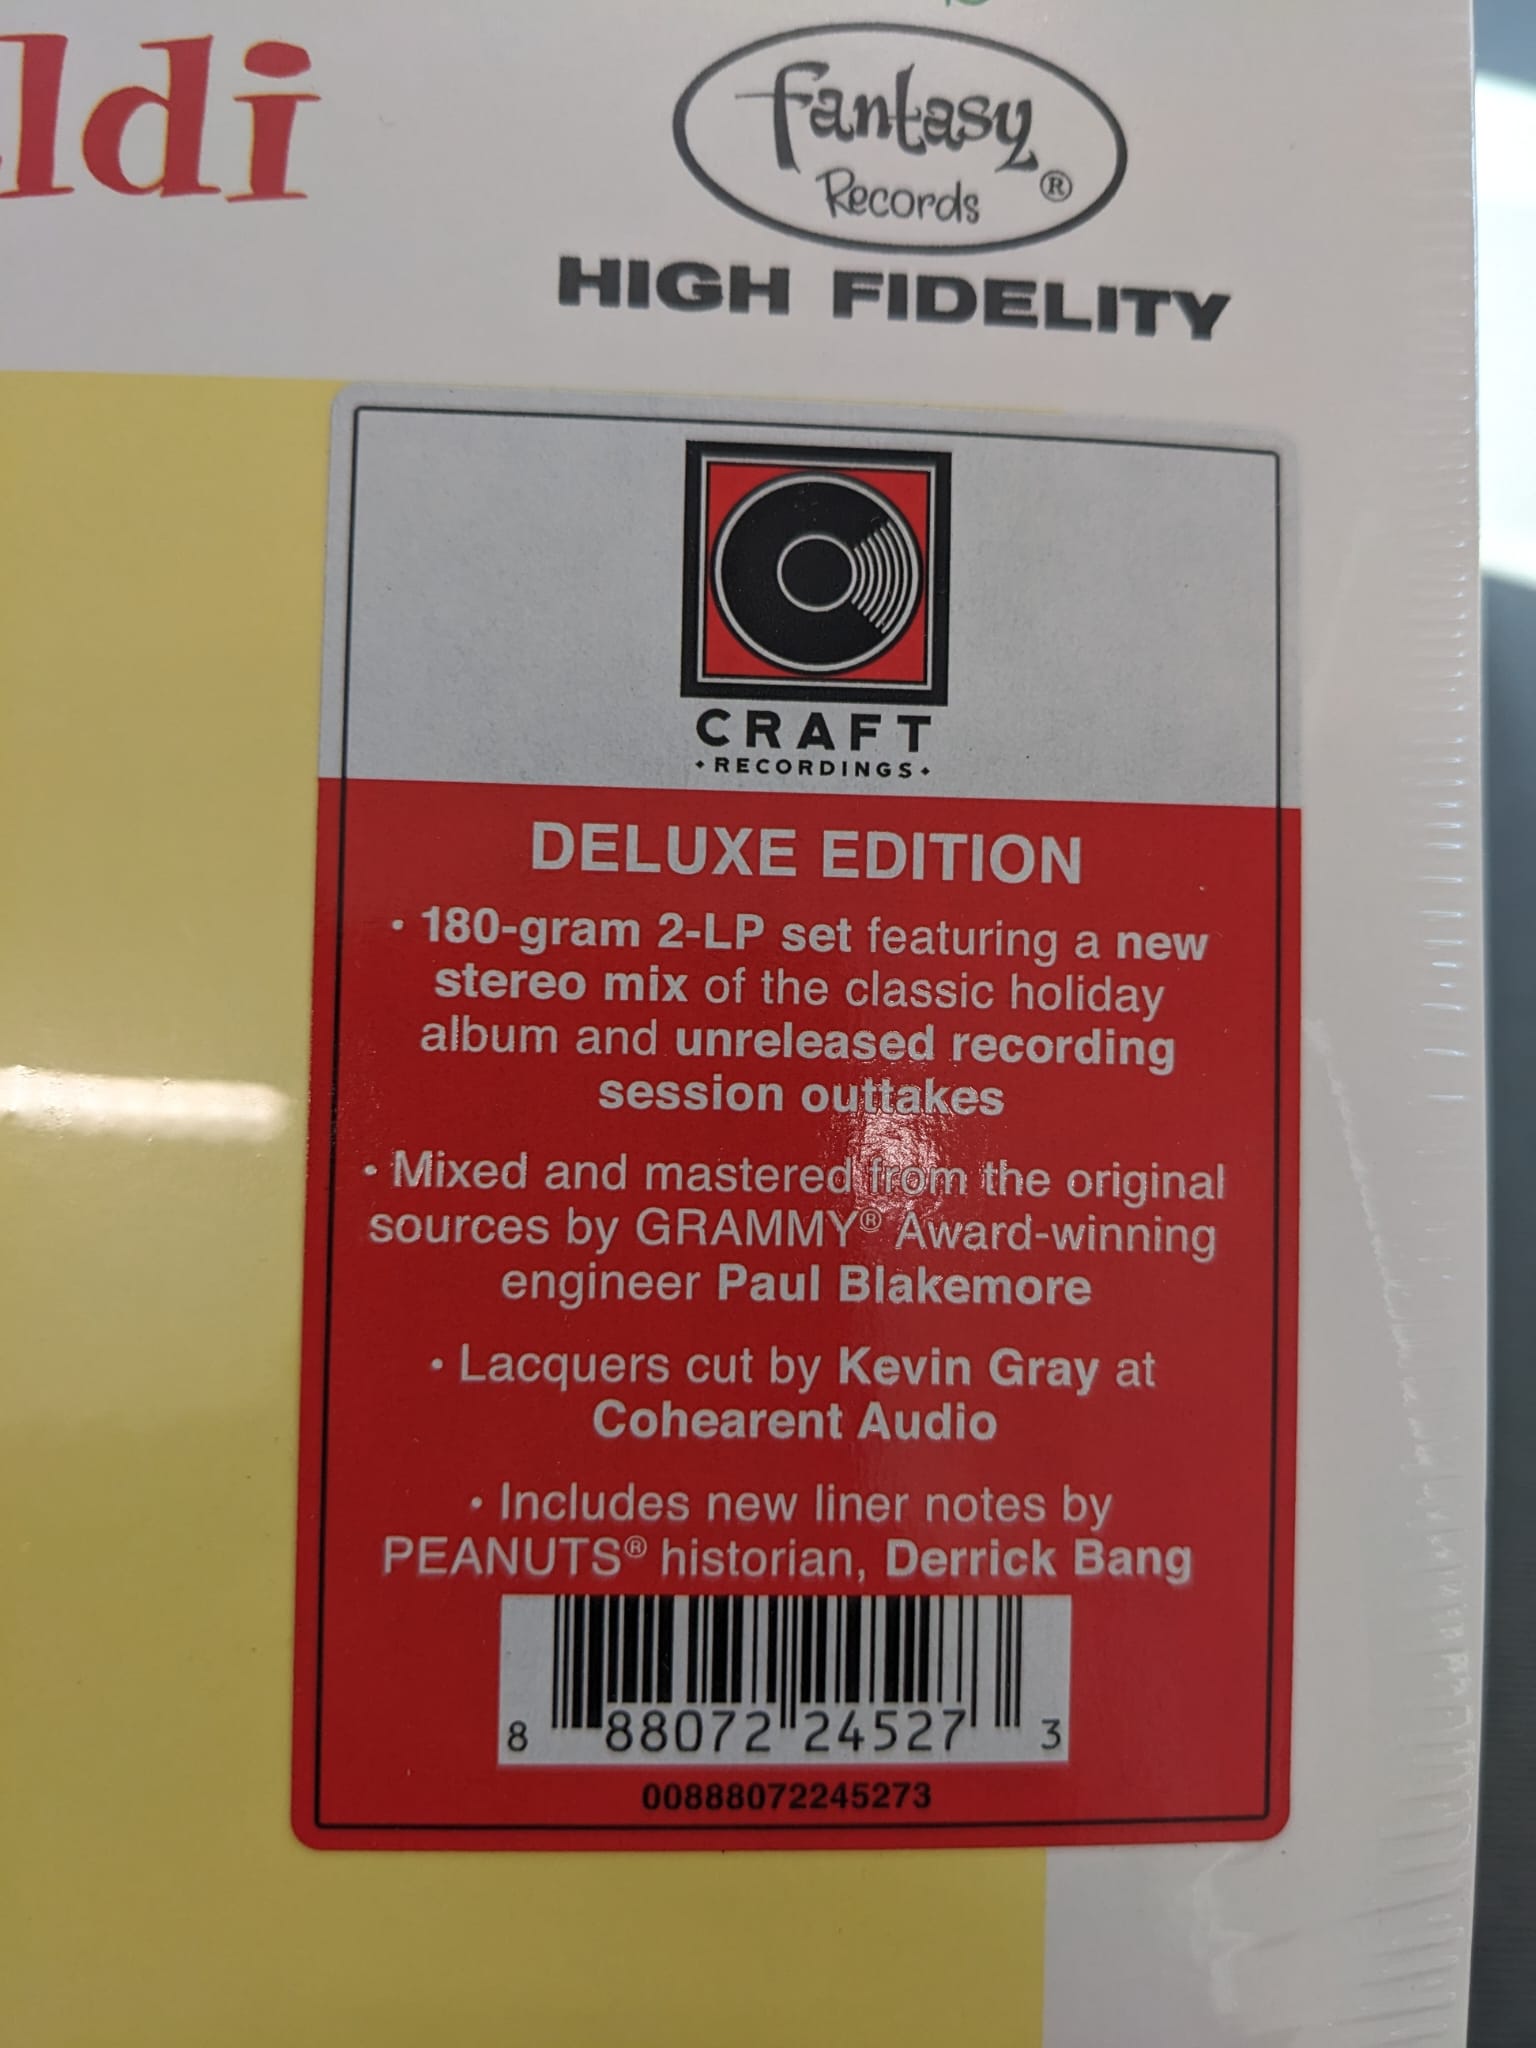 ldi
fantasy
Records ®
HIGH FIDELITY
CRAFT
•RECORDINGS•
DELUXE EDITION
• 180-gram 2-LP set featuring a new
stereo mix of the classic holiday
album and unreleased recording
session outtakes
• Mixed and mastered from the original
sources by GRAMMY® Award-winning
engineer Paul Blakemore
• Lacquers cut by Kevin Gray at
Cohearent Audio
• Includes new liner notes by
PEANUTS® historian, Derrick Bang
8 88072 24527 3
00888072245273